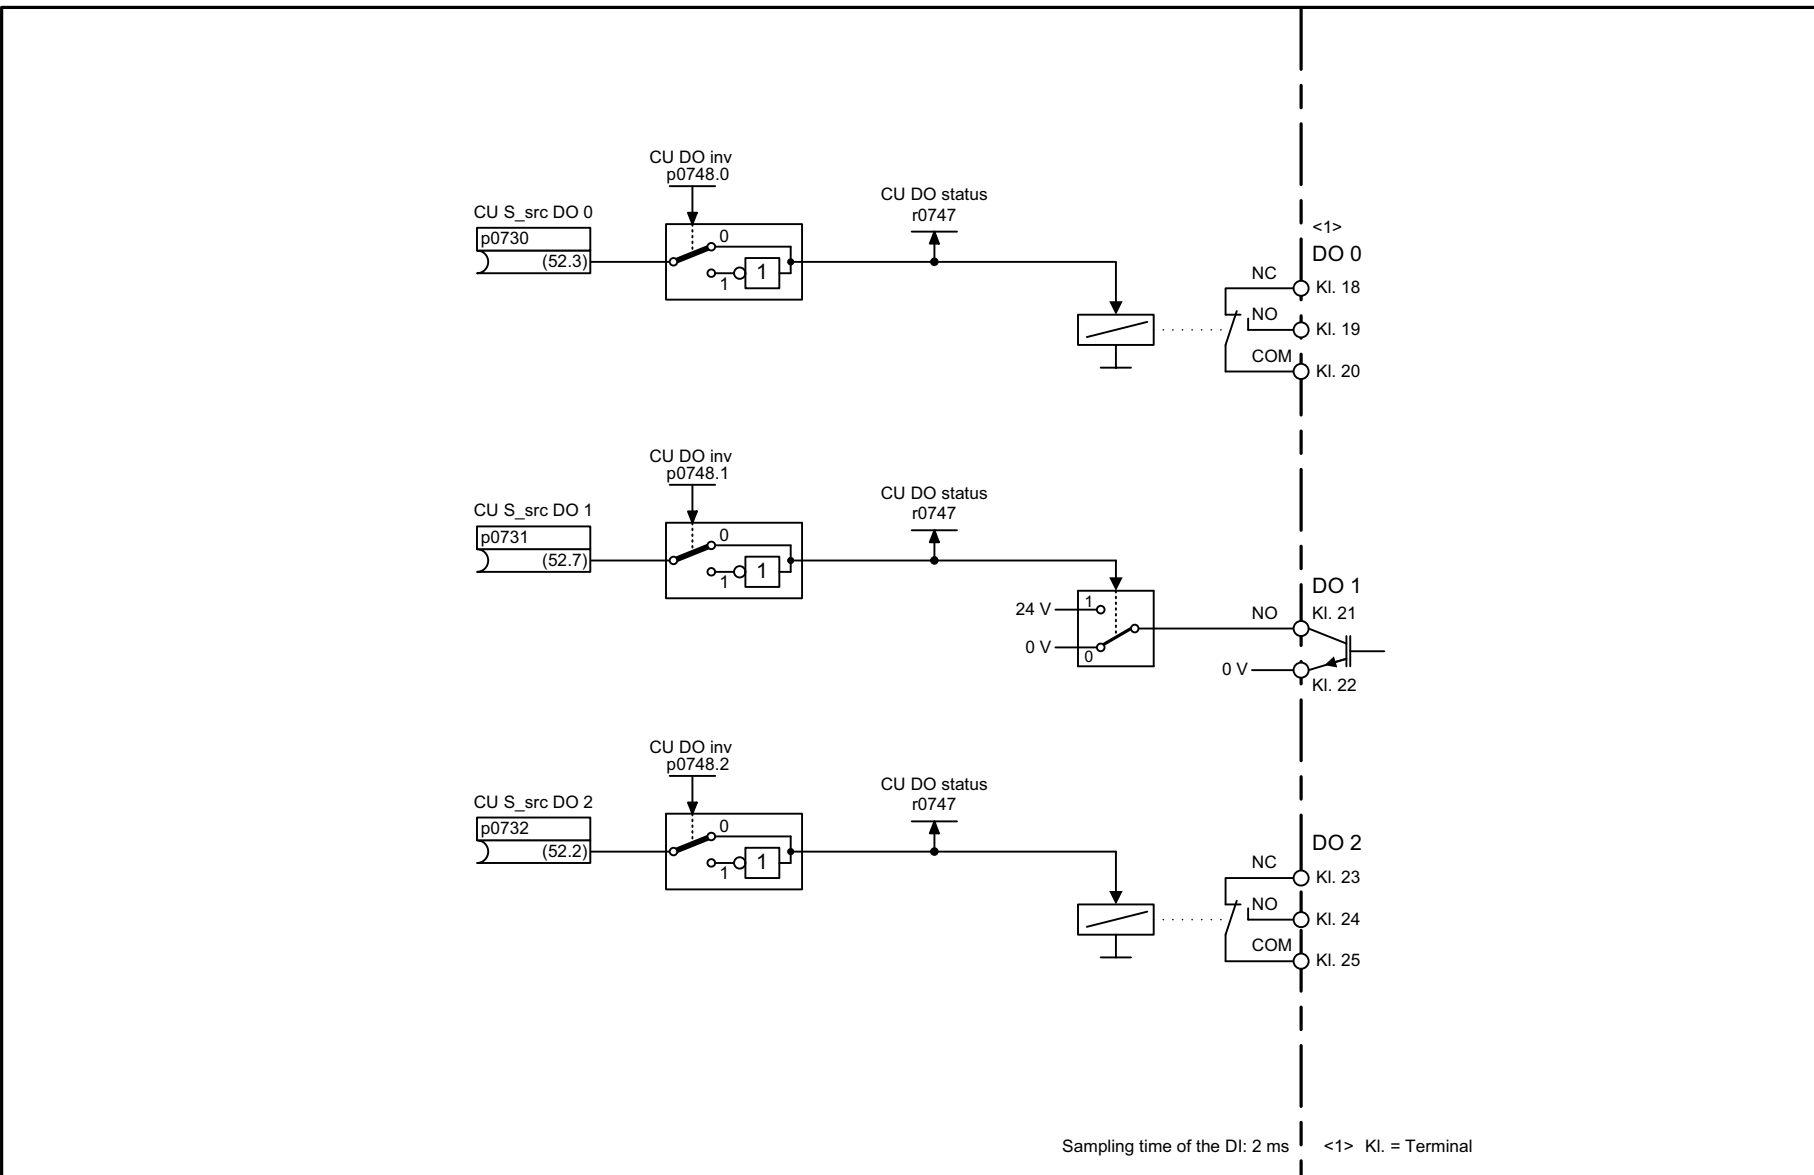 CU DO inv
p0748.0
CU S_src DO 0
p0730
(52.3)
0
1
1
CU DO status
r0747
<1>
DO 0
NC
Kl. 18
NO
Kl. 19
COM
Kl. 20
CU DO inv
p0748.1
CU S_src DO 1
p0731
(52.7)
0
1
1
CU DO status
r0747
24 V
1
0 V
0
DO 1
NO
Kl. 21
0 V
Kl. 22
CU DO inv
p0748.2
CU S_src DO 2
p0732
(52.2)
0
1
1
CU DO status
r0747
DO 2
NC
Kl. 23
NO
Kl. 24
COM
Kl. 25
Sampling time of the DI: 2 ms
<1> Kl. = Terminal